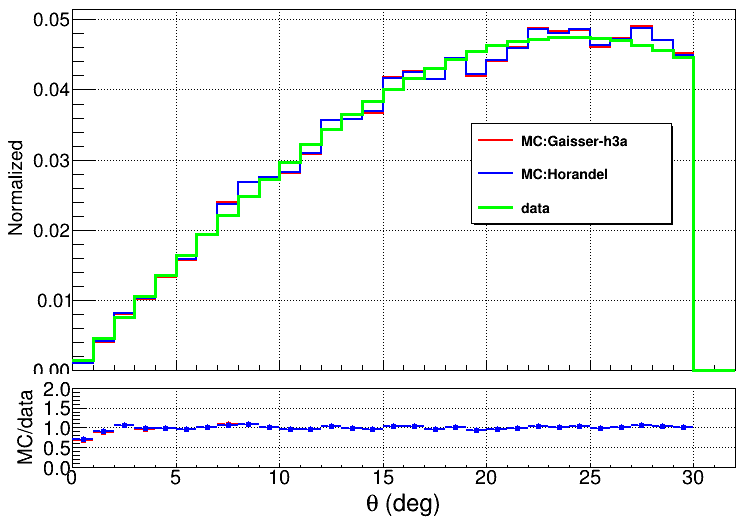 Normalized
0.05
0.04
0.03
0.02
0.01
0.00
MC:Gaisser-h3a
MC:Horandel
data
MC/data
2.0
1.5
1.0
0.5
0.0
0 5 10 15 20 25 30
θ (deg)